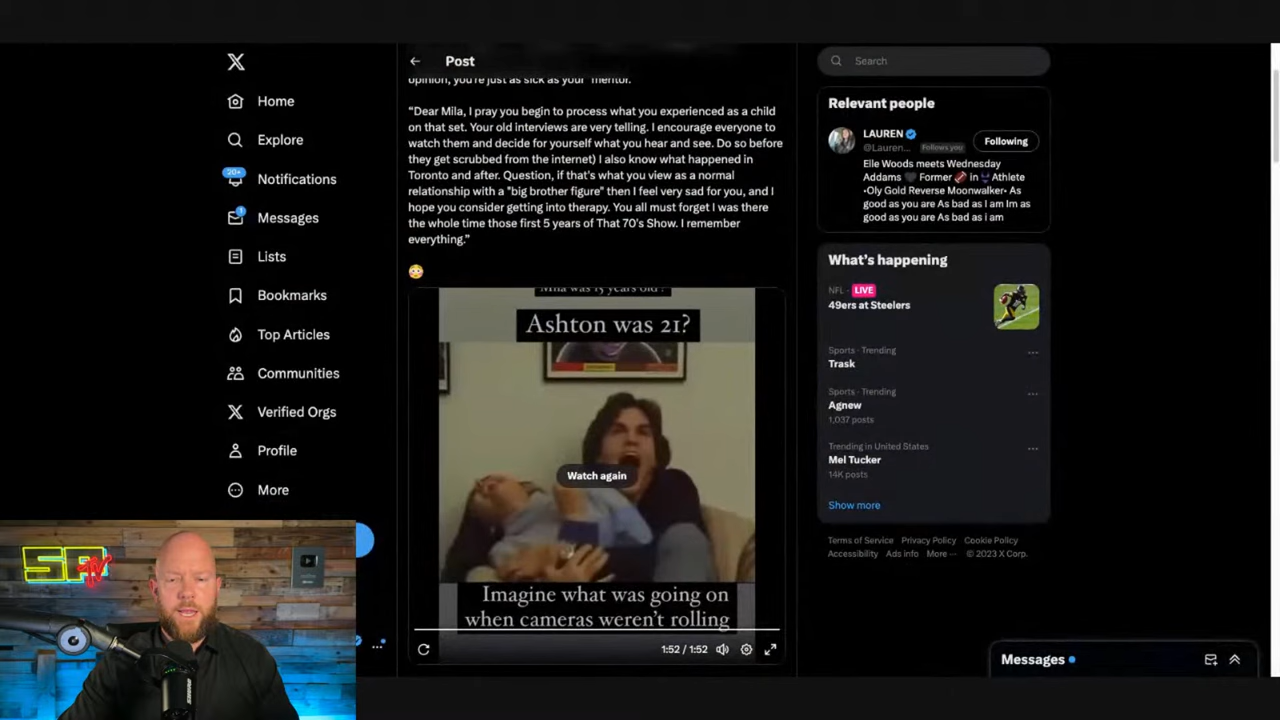 Post
Search
opinion, you're just as sick as your "mentor."
"Dear Mila, I pray you begin to process what you experienced as a child
on that set. Your old interviews are very telling. I encourage everyone to
watch them and decide for yourself what you hear and see. Do so before
they get scrubbed from the internet) I also know what happened in
Toronto and after. Question, if that's what you view as a normal
relationship with a "big brother figure" then I feel very sad for you, and I
hope you consider getting into therapy. You all must forget I was there
the whole time those first 5 years of That 70's Show. I remember
everything."
Mila was 15 years old?
Ashton was 21?
Watch again
Imagine what was going on
when cameras weren't rolling
1:52 / 1:52
Home
Explore
20+
Notifications
1
Messages
Lists
Bookmarks
Top Articles
Communities
Verified Orgs
Profile
More
Relevant people
LAUREN
@Lauren... Follows you
Following
Elle Woods meets Wednesday
Addams 🖤 Former 🏈 in Athlete
•Oly Gold Reverse Moonwalker• As
good as you are As bad as I am Im as
good as you are As bad as i am
What's happening
NFL · LIVE
49ers at Steelers
Sports · Trending
Trask
Sports · Trending
Agnew
1,037 posts
Trending in United States
Mel Tucker
14K posts
Show more
Terms of Service Privacy Policy Cookie Policy
Accessibility Ads info More ··· © 2023 X Corp.
Messages
TV